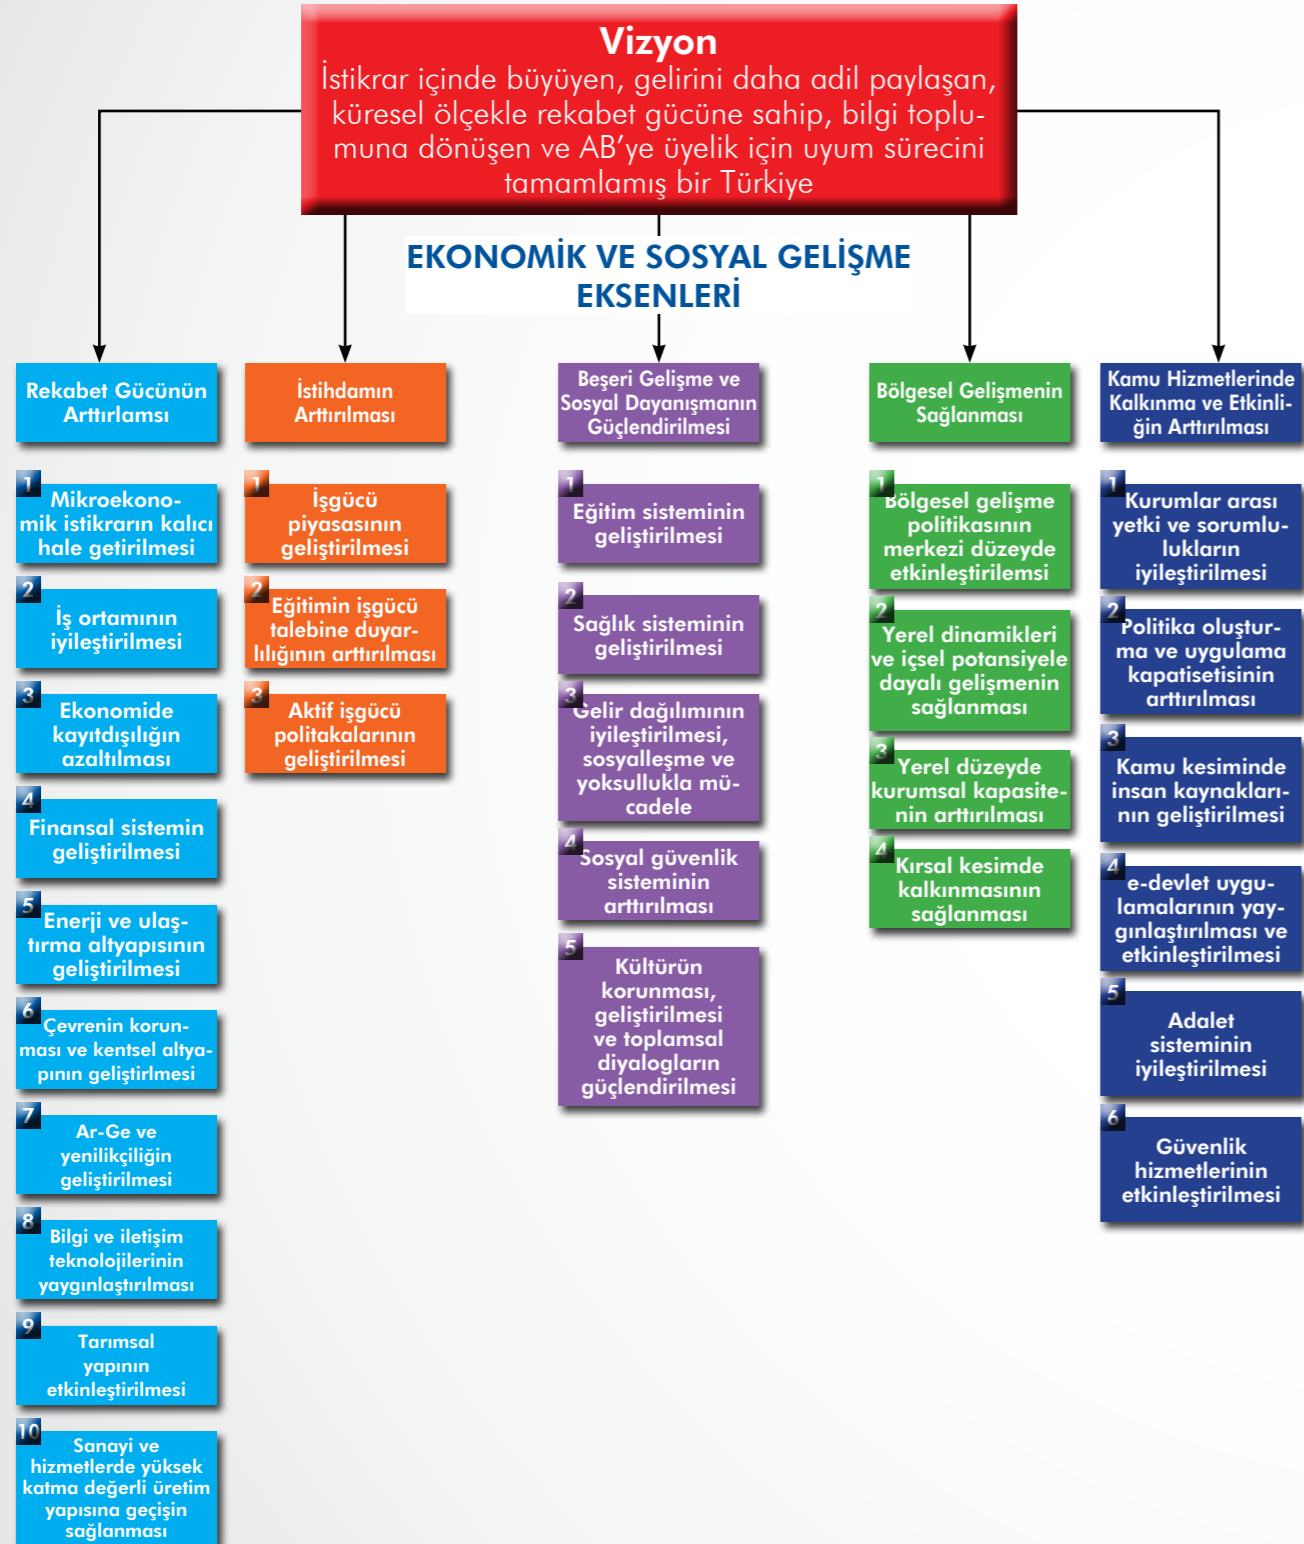 Vizyon
İstikrar içinde büyüyen, gelirini daha adil paylaşan,
küresel ölçekle rekabet gücüne sahip, bilgi toplu-
muna dönüşen ve AB’ye üyelik için uyum sürecini
tamamlamış bir Türkiye
EKONOMİK VE SOSYAL GELİŞME
EKSENLERİ
Rekabet Gücünün
Arttırlamsı
1
Mikroekono-
mik istikrarın kalıcı
hale getirilmesi
2
İş ortamının
iyileştirilmesi
3
Ekonomide
kayıtdışılığın
azaltılması
4
Finansal sistemin
geliştirilmesi
5
Enerji ve ulaş-
tırma altyapısının
geliştirilmesi
6
Çevrenin korun-
ması ve kentsel altya-
pının geliştirlmesi
7
Ar-Ge ve
yenilikçiliğin
geliştirilmesi
8
Bilgi ve iletişim
teknolojilerinin
yaygınlaştırılması
9
Tarımsal
yapının
etkinleştirilmesi
10
Sanayi ve
hizmetlerde yüksek
katma değerli üretim
yapısına geçişin
sağlanması
İstihdamın
Arttırılması
1
İşgücü
piyasasının
geliştirilmesi
2
Eğitimin işgücü
talebine duyar-
lılığının arttırılması
3
Aktif işgücü
politakalarının
geliştirilmesi
Beşeri Gelişme ve
Sosyal Dayanışmanın
Güçlendirilmesi
1
Eğitim sisteminin
geliştirilmesi
2
Sağlık sisteminin
geliştirilmesi
3
Gelir dağılımının
iyileştirilmesi,
sosyalleşme ve
yoksullukla mü-
cadele
4
Sosyal güvenlik
sisteminin
arttırılması
5
Kültürün
korunması,
geliştirilmesi
ve toplamsal
diyalogların
güçlendirilmesi
Bölgesel Gelişmenin
Sağlanması
1
Bölgesel gelişme
politikasının
merkezi düzeyde
etkinleştirilemsi
2
Yerel dinamikleri
ve içsel potansiyele
dayalı gelişmenin
sağlanması
3
Yerel düzeyde
kurumsal kapasite-
nin arttırılması
4
Kırsal kesimde
kalkınmasının
sağlanması
Kamu Hizmetlerinde
Kalkınma ve Etkinli-
ğin Arttırılması
1
Kurumlar arası
yetki ve sorumlu-
lukların
iyileştirilmesi
2
Politika oluştur-
ma ve uygulama
kapatisetisinin
arttırılması
3
Kamu kesiminde
insan kaynakları-
nın geliştirilmesi
4
e-devlet uygu-
lamalarının yay-
gınlaştırılması ve
etkinleştirilmesi
5
Adalet
sisteminin
iyileştirilmesi
6
Güvenlik
hizmetlerinin
etkinleştirilmesi